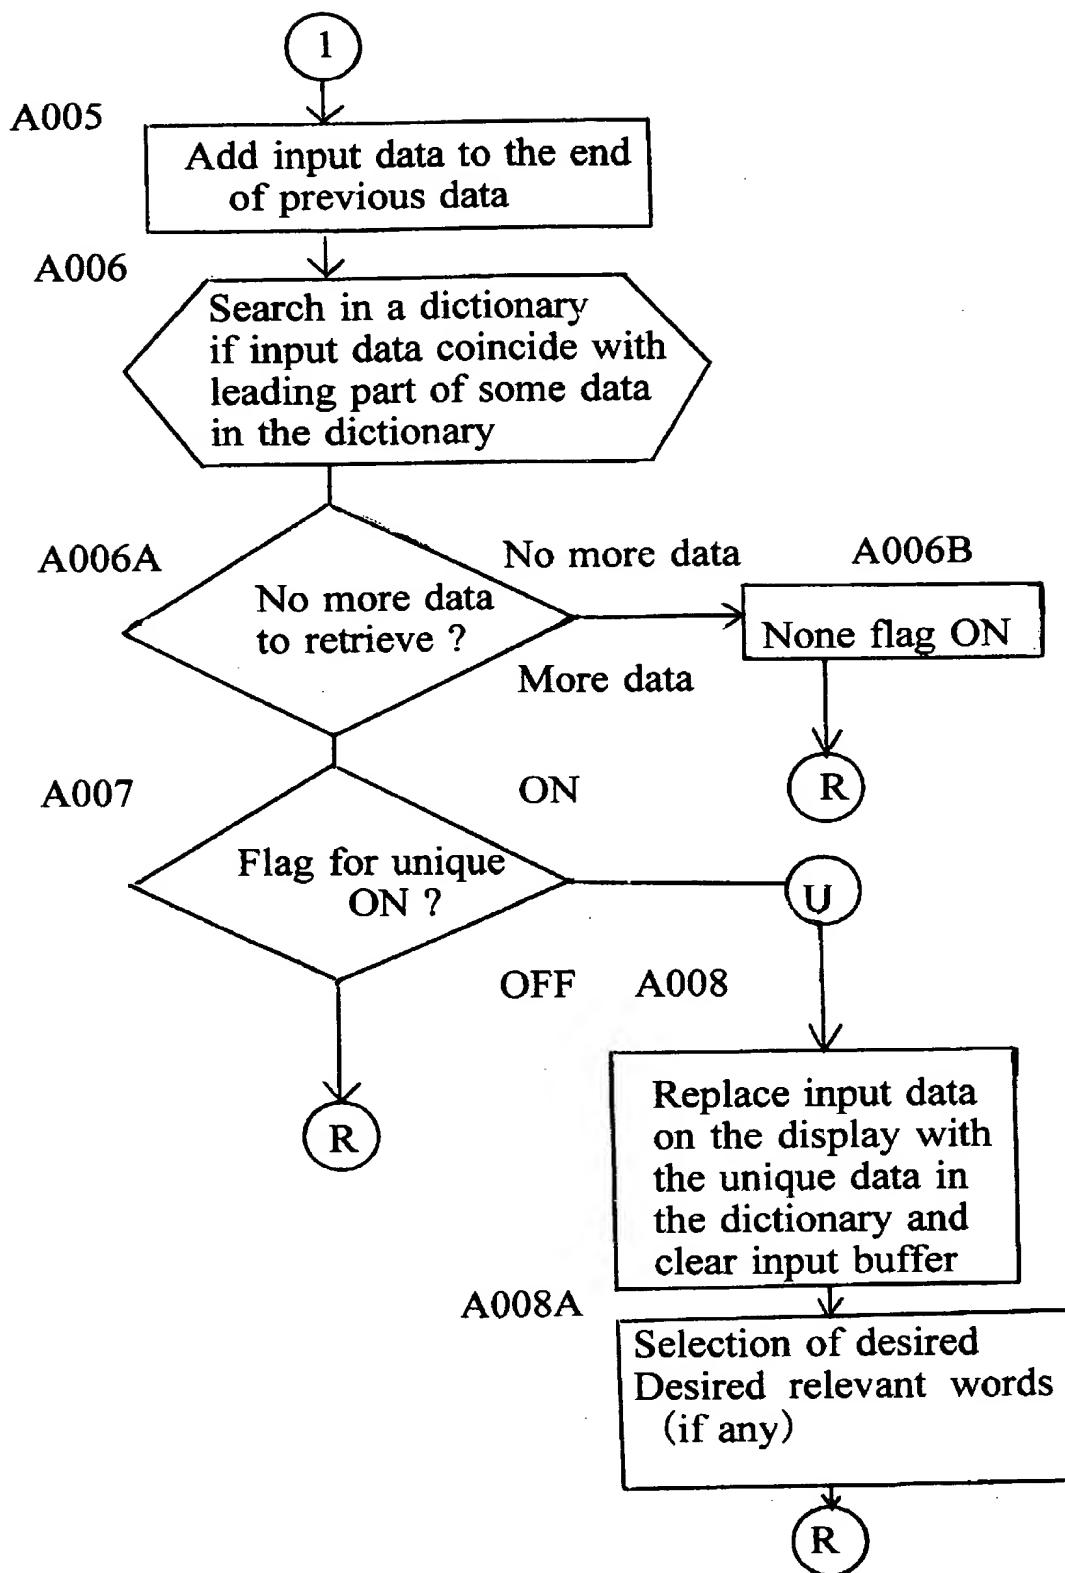 1
A005
Add input data to the end
of previous data
A006
Search in a dictionary
if input data coincide with
leading part of some data
in the dictionary
A006A
No more data
to retrieve ?
No more data
More data
A006B
None flag ON
R
A007
Flag for unique
ON ?
ON
U
OFF
R
A008
Replace input data
on the display with
the unique data in
the dictionary and
clear input buffer
A008A
Selection of desired
Desired relevant words
(if any)
R